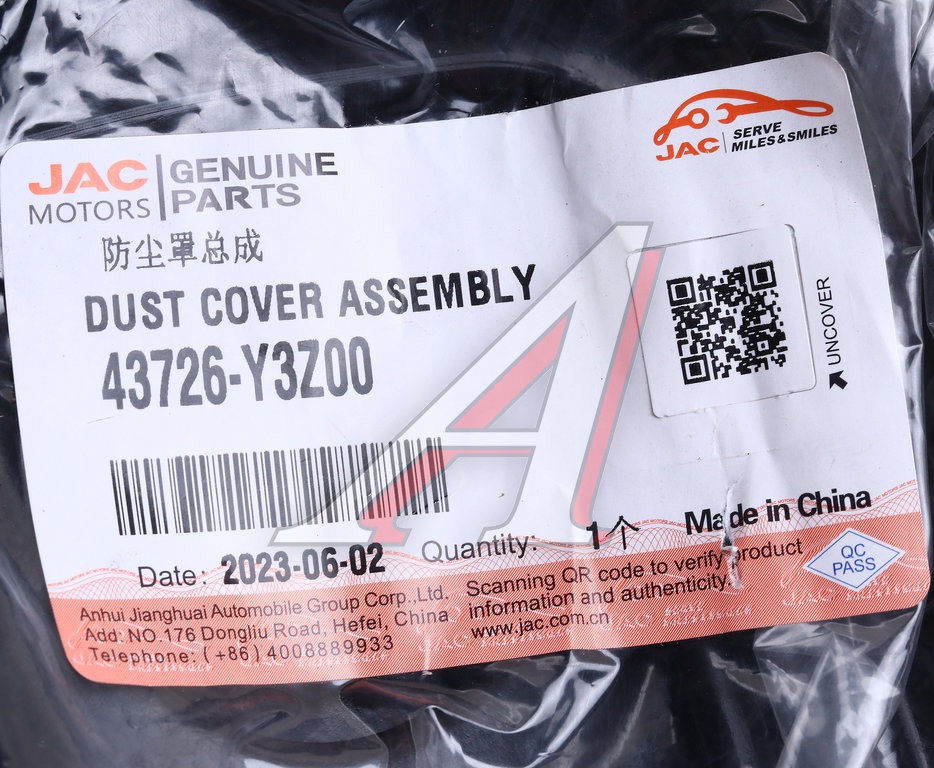 JAC
MOTORS
GENUINE
PARTS
JAC
SERVE
MILES&SMILES
防尘罩总成
DUST COVER ASSEMBLY
43726-Y3Z00
UNCOVER
Date: 2023-06-02
Quantity: 1个
Made in China
Anhui Jianghuai Automobile Group Corp.,Ltd.
Add: NO.176 Dongliu Road, Hefei, China
Telephone: (+86) 4008889933
Scanning QR code to verify product
information and authenticity.
www.jac.com.cn
QC
PASS